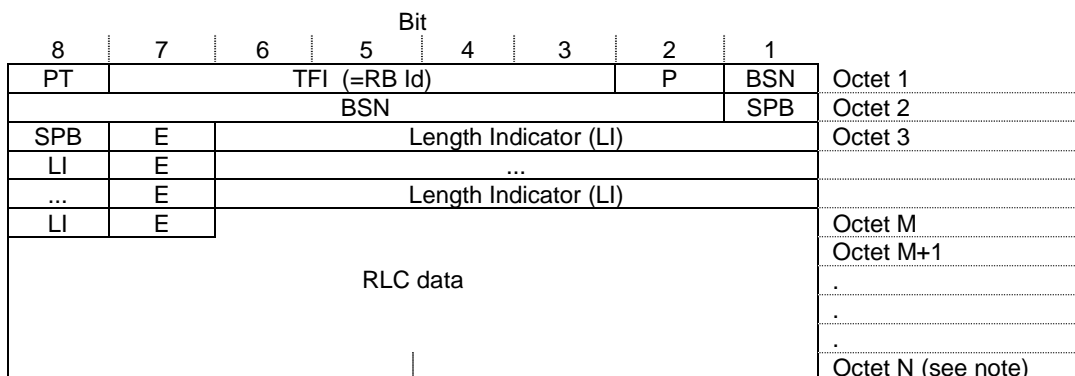 Bit
8 7 6 5 4 3 2 1
PT TFI (=RB Id) P BSN Octet 1
BSN SPB Octet 2
SPB E Length Indicator (LI) Octet 3
LI E ...
... E Length Indicator (LI)
LI E Octet M
Octet M+1
RLC data .
.
.
Octet N (see note)